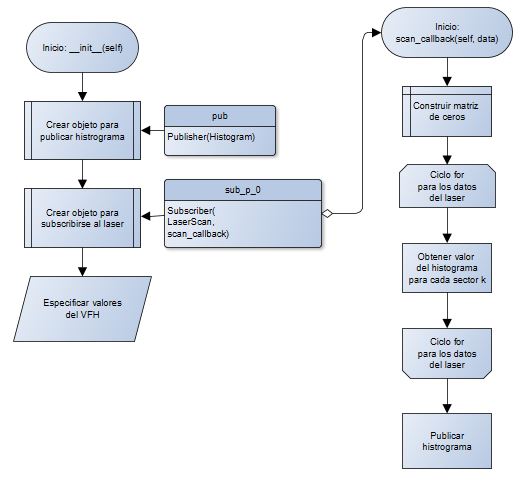 Inicio: __init__(self)
Crear objeto para
publicar histrograma
pub
Publisher(Histogram)
Crear objeto para
subscribirse al laser
sub_p_0
Subscriber(
LaserScan,
scan_callback)
Especificar valores
del VFH
Inicio:
scan_callback(self, data)
Construir matriz
de ceros
Ciclo for
para los datos
del laser
Obtener valor
del histograma
para cada sector k
Ciclo for
para los datos
del laser
Publicar
histrograma